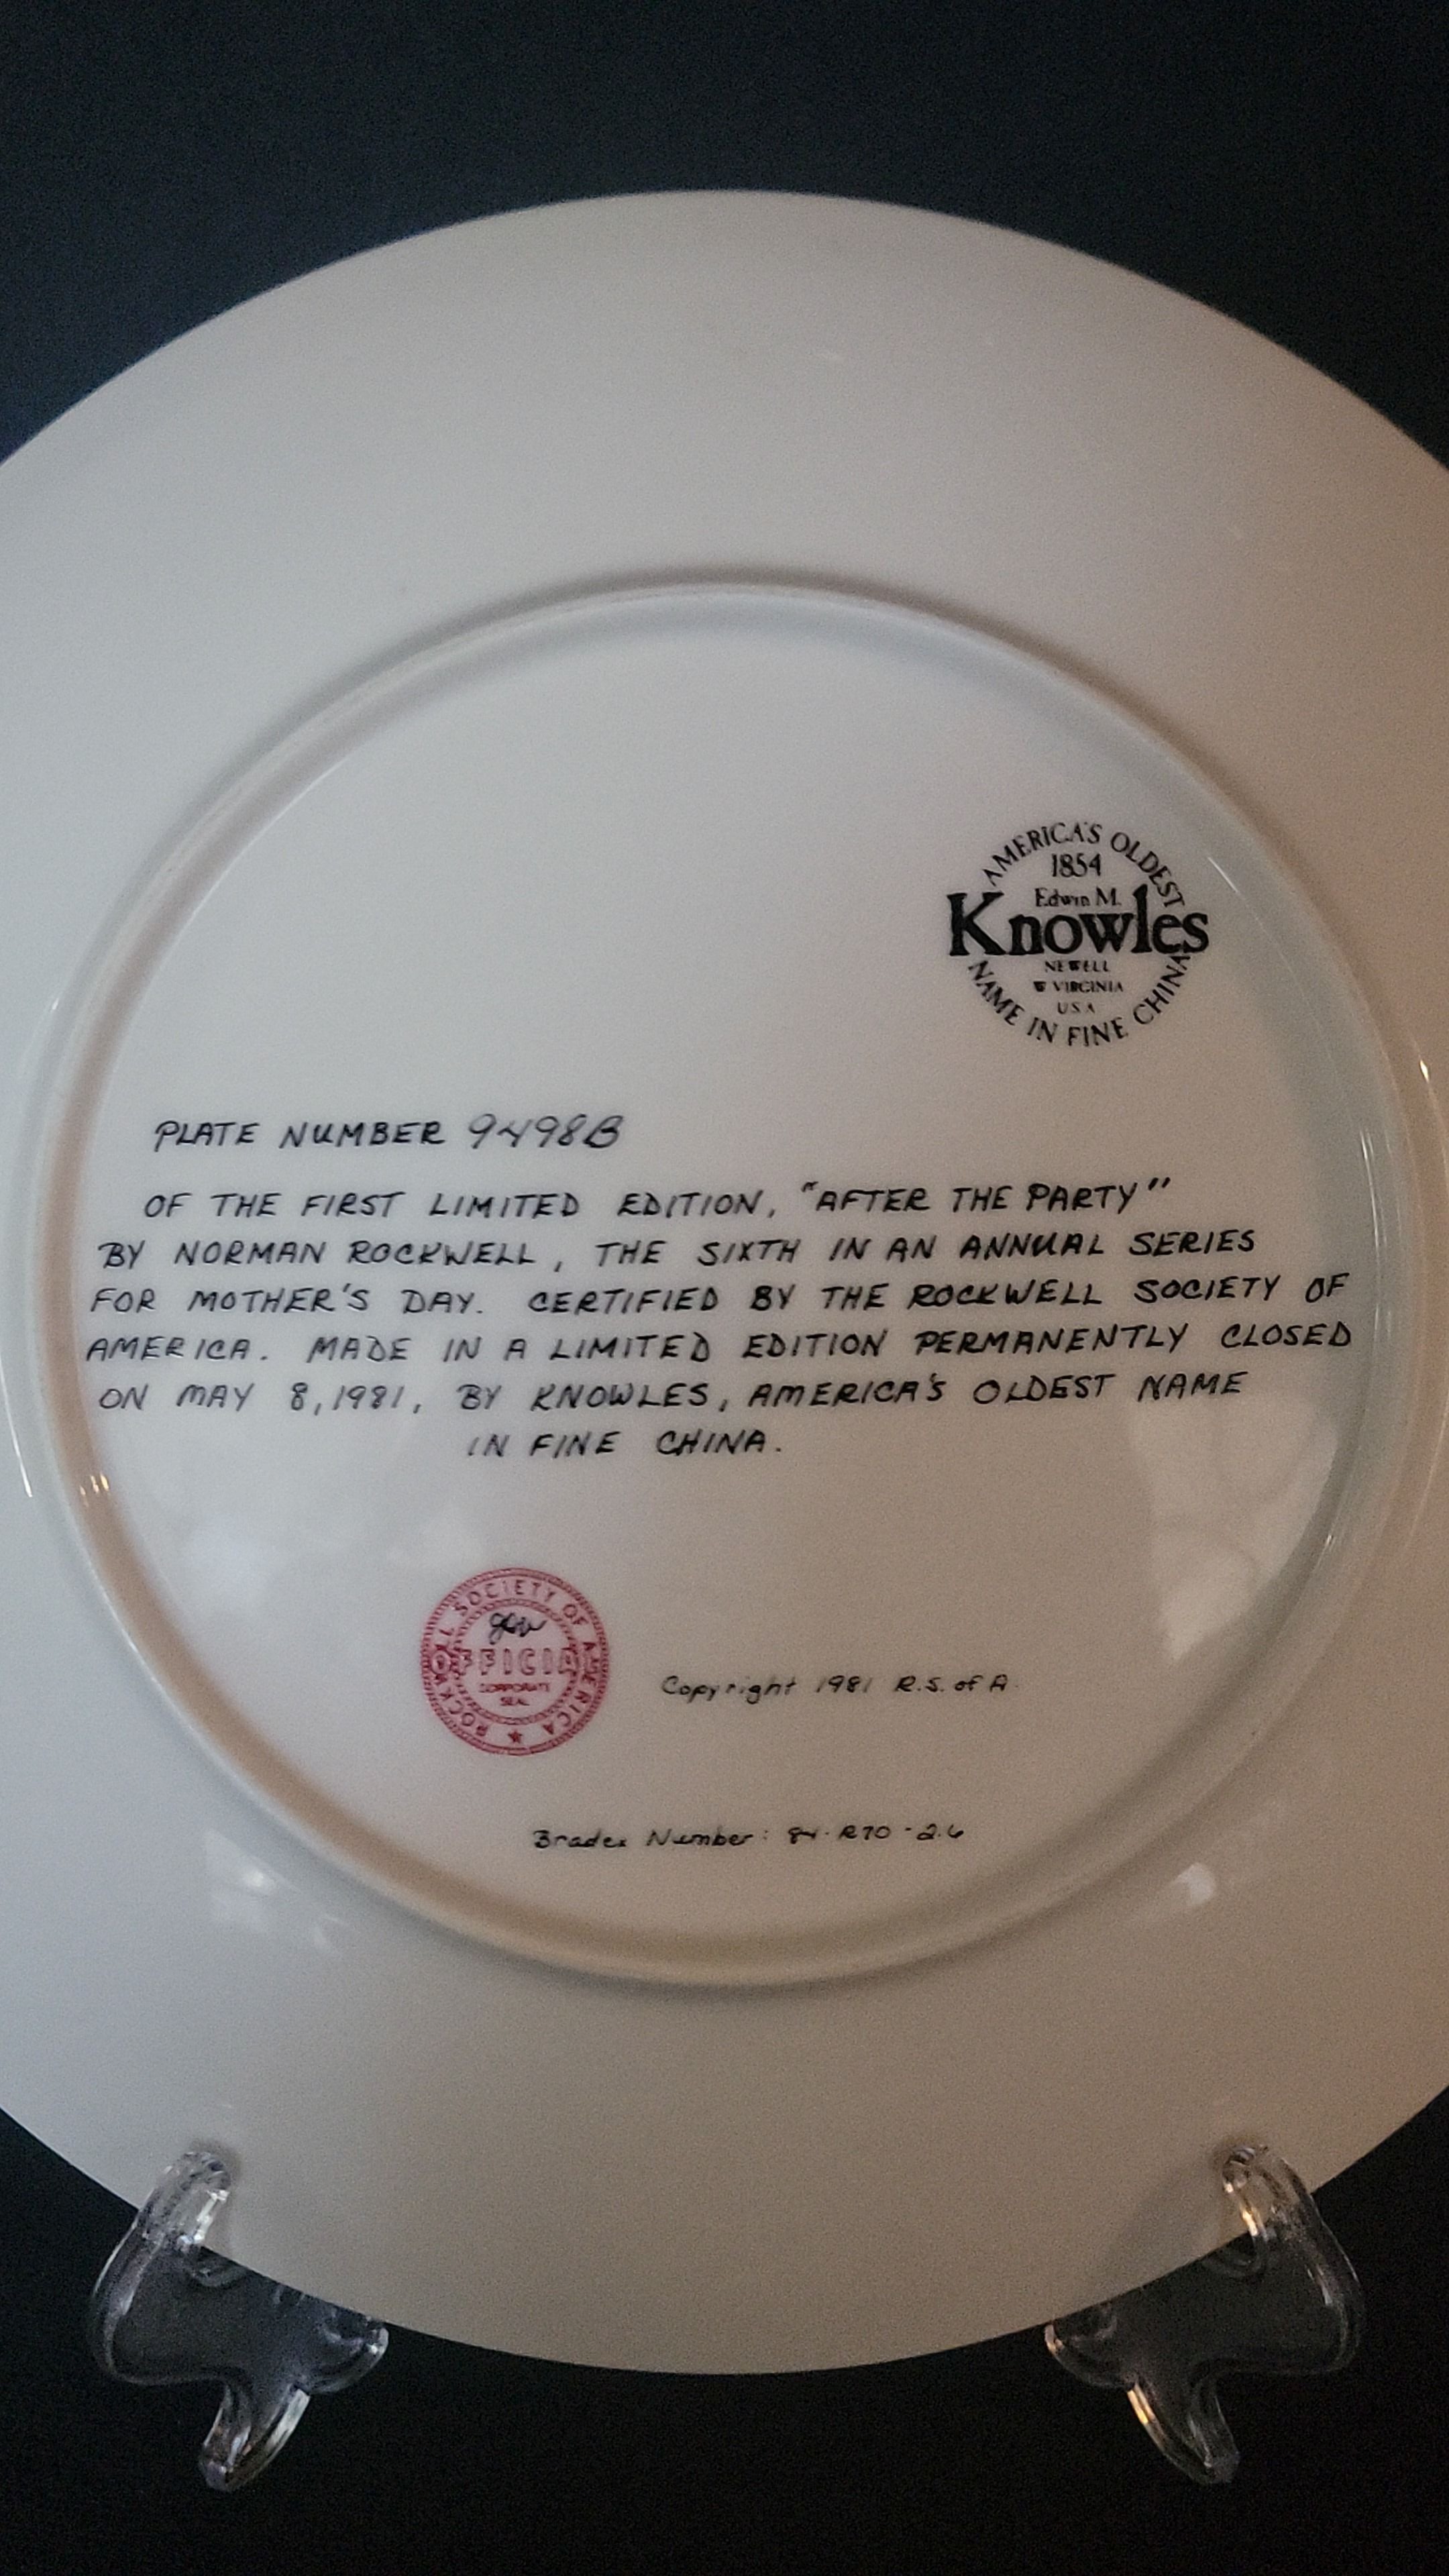 AMERICA'S OLDEST
1854
Edwin M.
Knowles
NEWELL
W VIRGINIA
USA
NAME IN FINE CHINA
PLATE NUMBER 9498B
OF THE FIRST LIMITED EDITION, "AFTER THE PARTY"
BY NORMAN ROCKWELL, THE SIXTH IN AN ANNUAL SERIES
FOR MOTHER'S DAY. CERTIFIED BY THE ROCKWELL SOCIETY OF
AMERICA. MADE IN A LIMITED EDITION PERMANENTLY CLOSED
ON MAY 8, 1981, BY KNOWLES, AMERICA'S OLDEST NAME
IN FINE CHINA.
ROCKWELL SOCIETY OF AMERICA
OFFICIAL
CORPORATE
SEAL
Copyright 1981 R.S. of A
Bradex Number: 84-R70-2.6